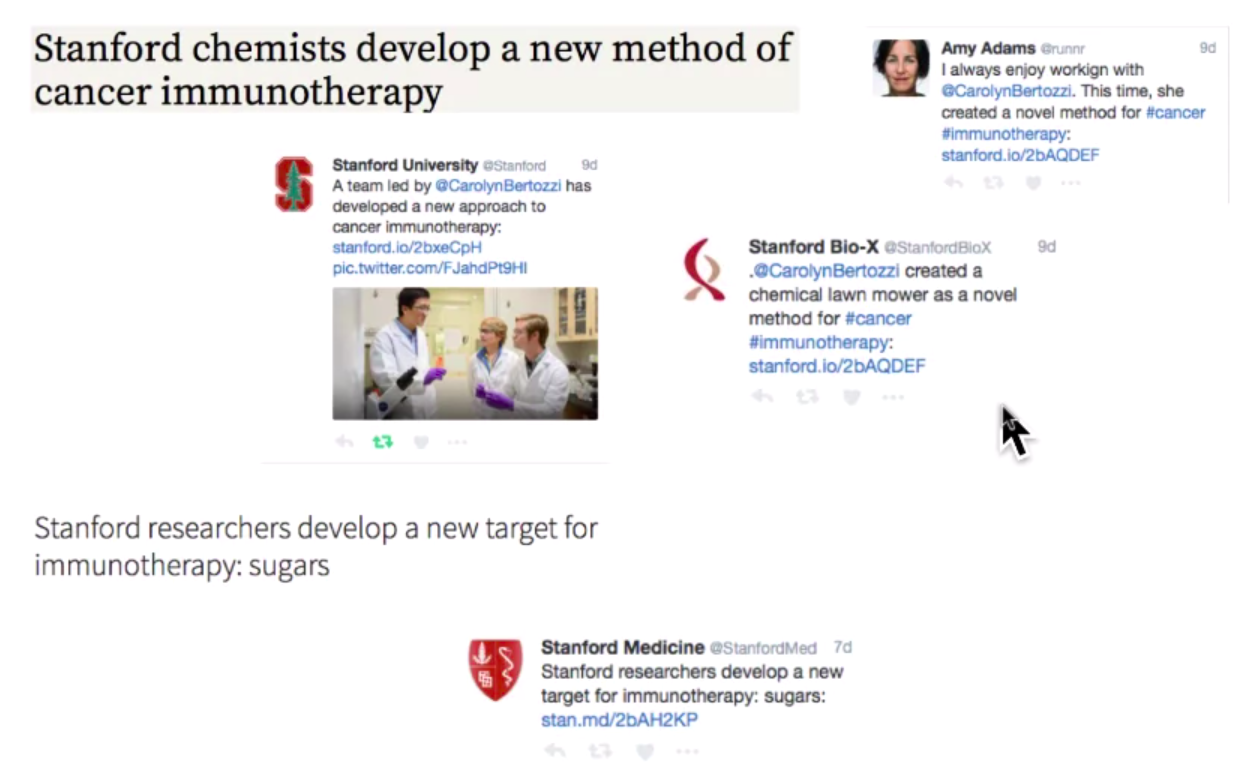 Stanford chemists develop a new method of
cancer immunotherapy
Amy Adams @runnr 9d
I always enjoy workign with
@CarolynBertozzi. This time, she
created a novel method for #cancer
#immunotherapy:
stanford.io/2bAQDEF
Stanford University @Stanford 9d
A team led by @CarolynBertozzi has
developed a new approach to
cancer immunotherapy:
stanford.io/2bxeCpH
pic.twitter.com/FJahdPt9HI
Stanford Bio-X @StanfordBioX 9d
.@CarolynBertozzi created a
chemical lawn mower as a novel
method for #cancer
#immunotherapy:
stanford.io/2bAQDEF
Stanford researchers develop a new target for
immunotherapy: sugars
Stanford Medicine @StanfordMed 7d
Stanford researchers develop a new
target for immunotherapy: sugars:
stan.md/2bAH2KP